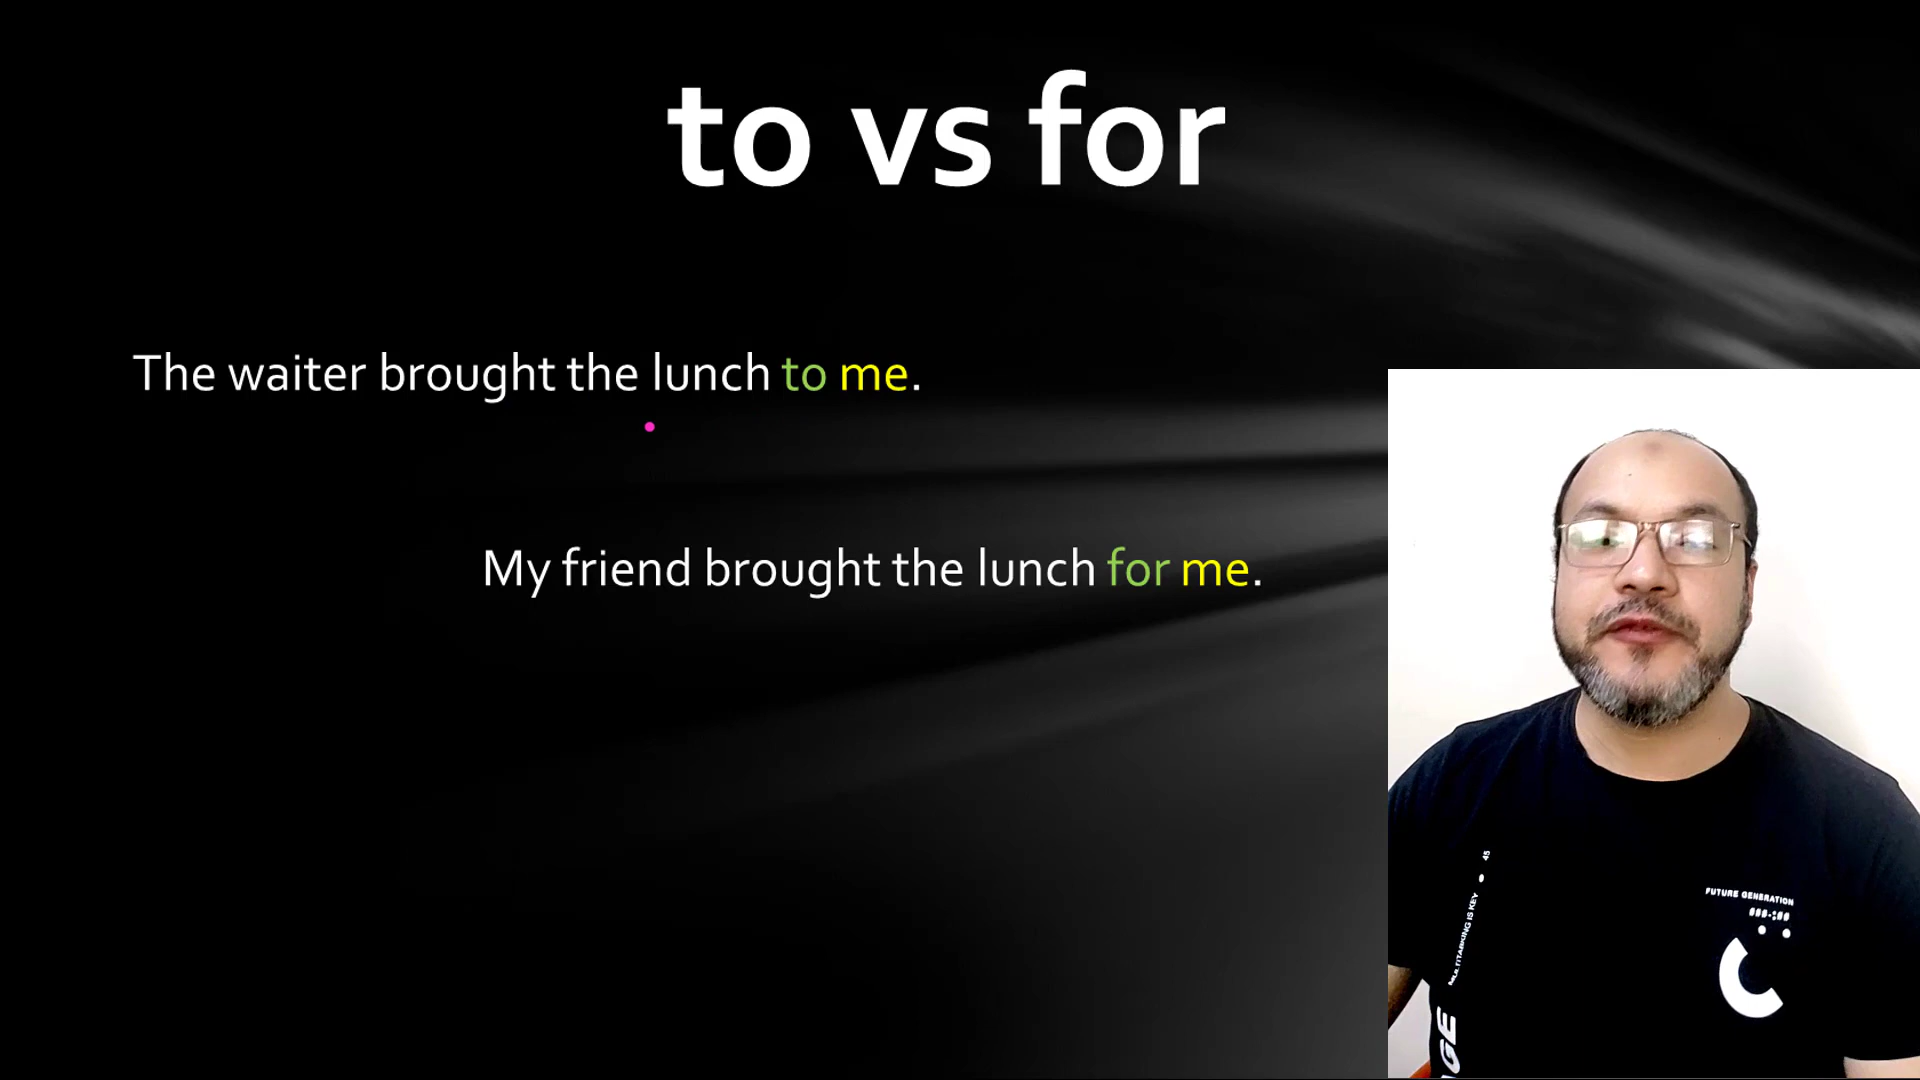 to vs for
The waiter brought the lunch to me.
My friend brought the lunch for me.
45
FUTURE GENERATION